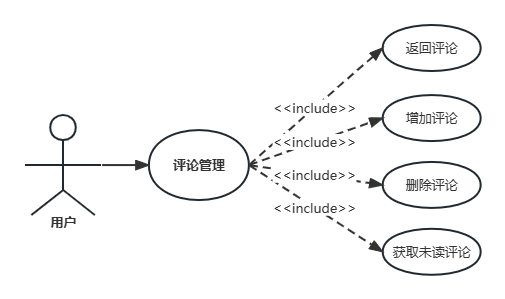 返回评论
<<include>>
增加评论
<<include>>
评论管理
<<include>>
删除评论
<<include>>
用户
获取未读评论